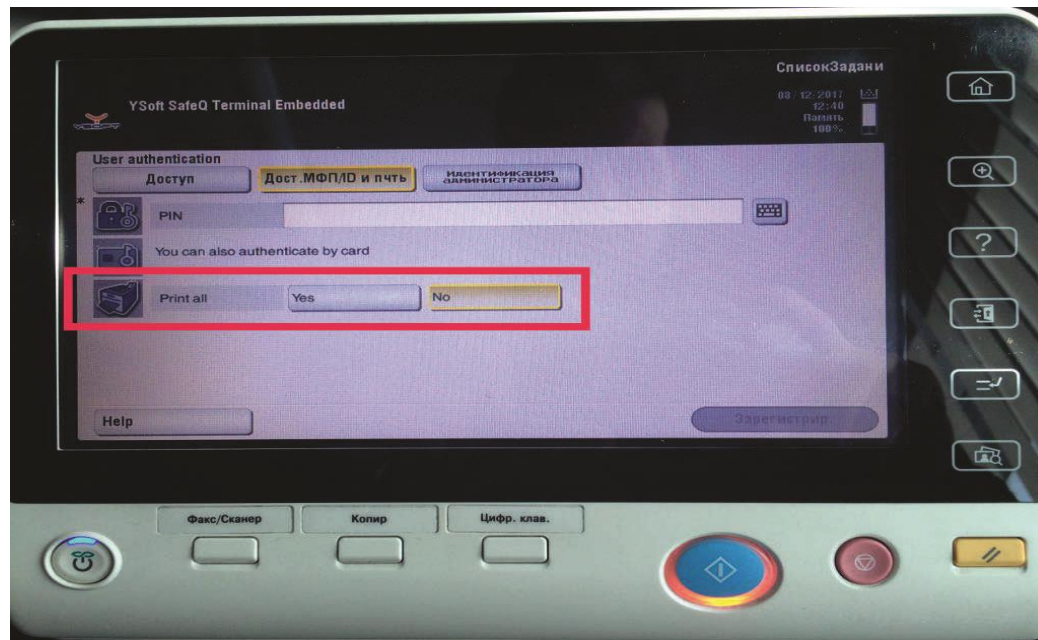 СписокЗадани
YSoft SafeQ Terminal Embedded
08/12/2017
12:40
Память
100%
User authentication
Доступ
Дост.МФП/ID и пчть
Идентификация
администратора
* PIN
You can also authenticate by card
Print all
Yes
No
Help
Зарегистрир.
Факс/Сканер
Копир
Цифр. клав.